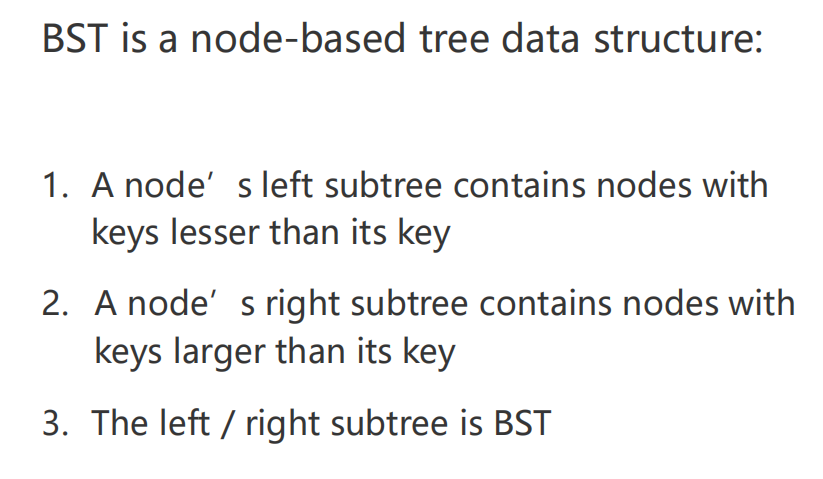 BST is a node-based tree data structure:
1. A node' s left subtree contains nodes with
keys lesser than its key
2. A node' s right subtree contains nodes with
keys larger than its key
3. The left / right subtree is BST